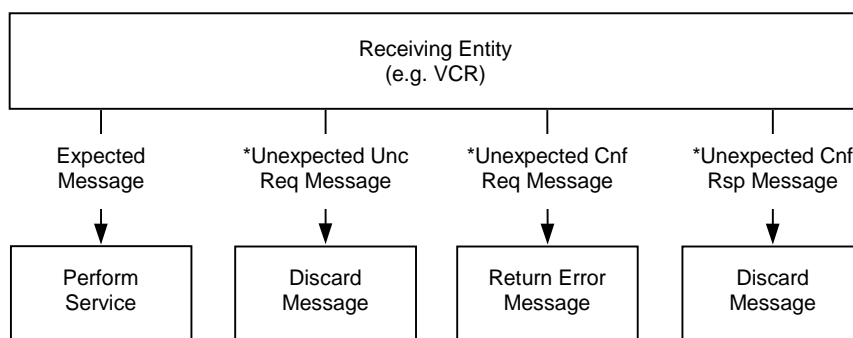 Receiving Entity
(e.g. VCR)
Expected
Message
*Unexpected Unc
Req Message
*Unexpected Cnf
Req Message
*Unexpected Cnf
Rsp Message
Perform
Service
Discard
Message
Return Error
Message
Discard
Message